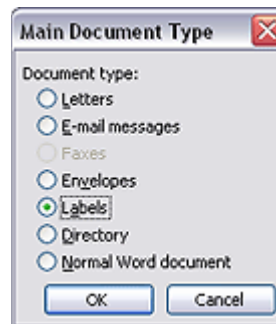 Main Document Type
Document type:
Letters
E-mail messages
Faxes
Envelopes
Labels
Directory
Normal Word document
OK Cancel